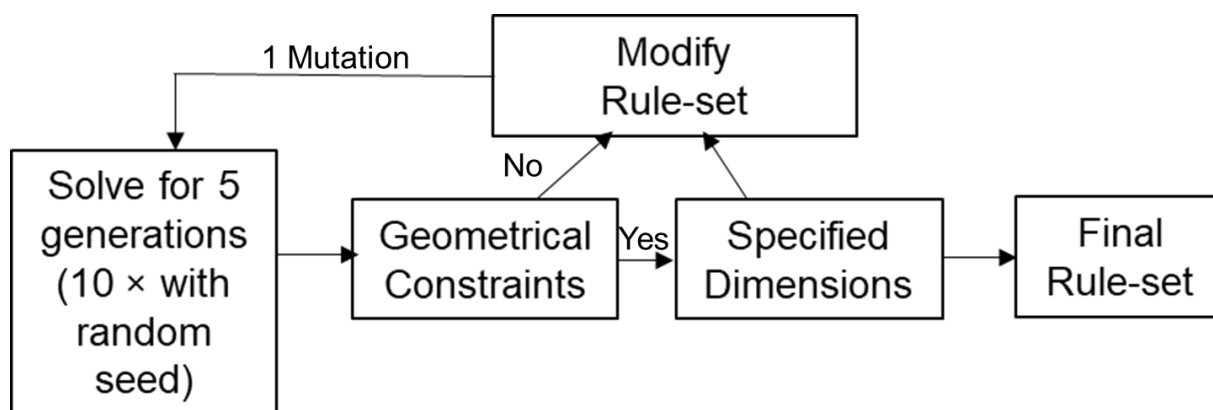 1 Mutation
Modify
Rule-set
Solve for 5
generations
(10 × with
random
seed)
No
Geometrical
Constraints
Yes
Specified
Dimensions
Final
Rule-set